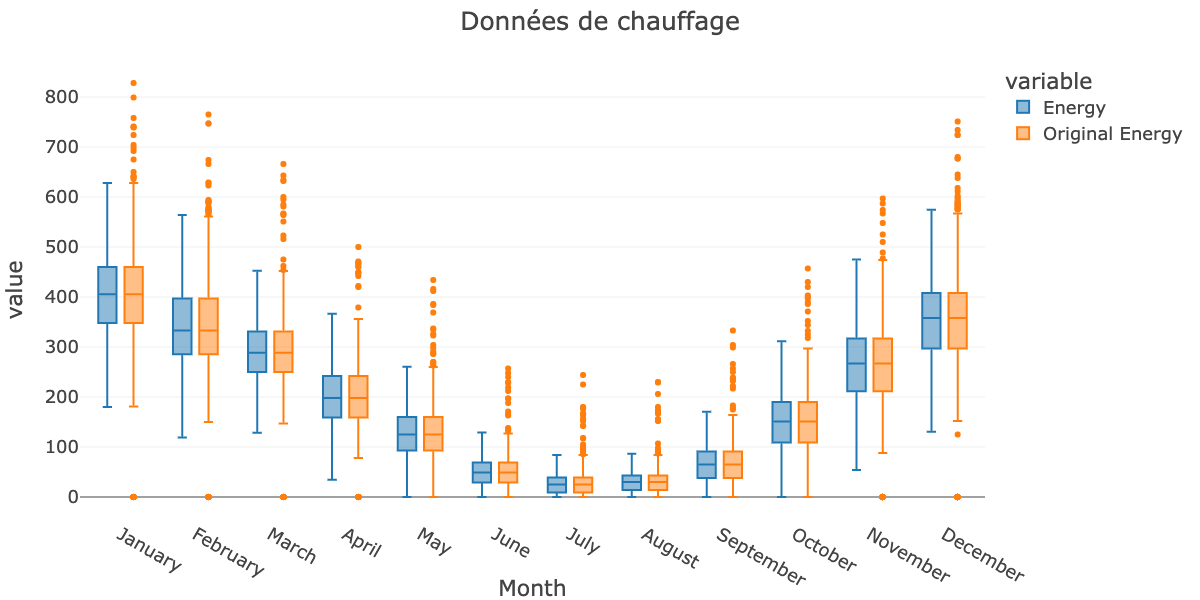 Données de chauffage
variable
Energy
Original Energy
800
700
600
500
400
300
200
100
0
value
January
February
March
April
May
June
July
August
September
October
November
December
Month